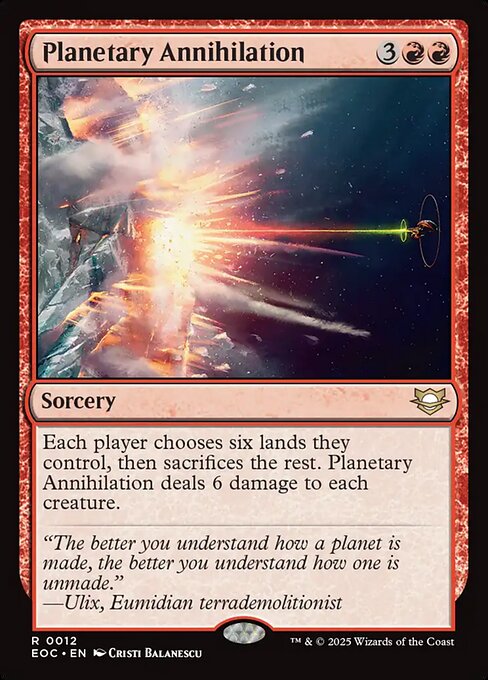 Planetary Annihilation 3
Sorcery
Each player chooses six lands they
control, then sacrifices the rest. Planetary
Annihilation deals 6 damage to each
creature.
“The better you understand how a planet is
made, the better you understand how one is
unmade.”
—Ulix, Eumidian terrademolitionist
R 0012
EOC • EN Cristi Balanescu
™ & © 2025 Wizards of the Coast